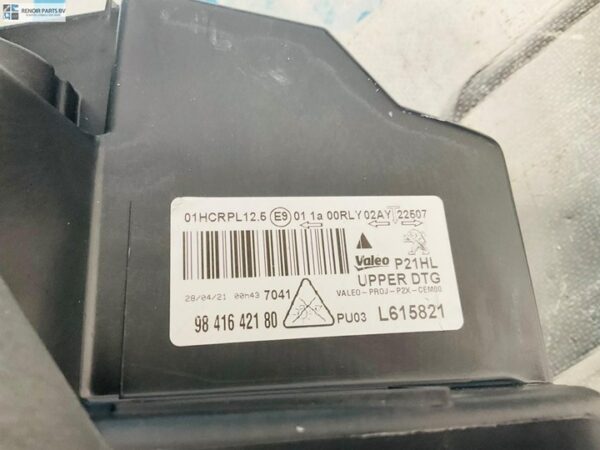 RENOIR PARTS BV
01HCRPL12.5 E9 01 1a 00RLY 02AY 22507
Valeo P21HL
UPPER DTG
28/04/21 00h43 7041
VALEO-PROJ-P2X-CEM00
98 416 421 80 PU03 L615821